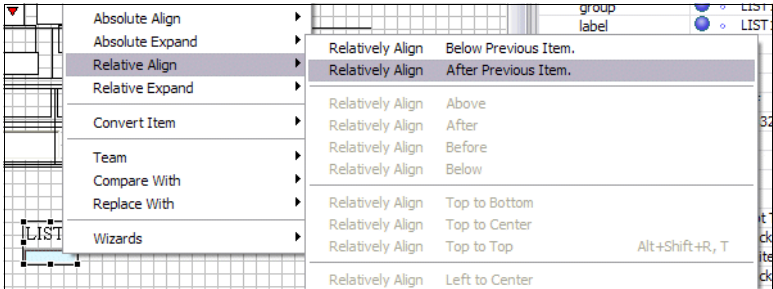 group LIST
label LIST
Absolute Align
Absolute Expand
Relative Align
Relative Expand
Convert Item
Team
Compare With
Replace With
Wizards
Relatively Align Below Previous Item.
Relatively Align After Previous Item.
Relatively Align Above
Relatively Align After
Relatively Align Before
Relatively Align Below
Relatively Align Top to Bottom
Relatively Align Top to Center
Relatively Align Top to Top Alt+Shift+R, T
Relatively Align Left to Center
LIST
32